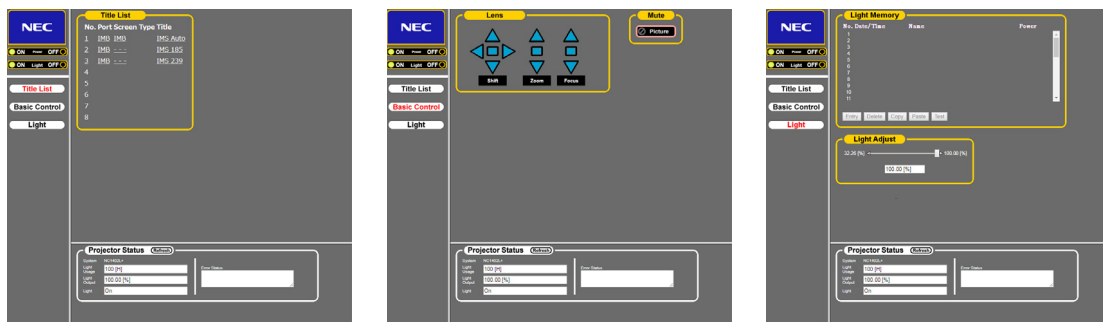 NEC
ON Power OFF
ON Light OFF
Title List
Basic Control
Light
Title List
No. Port Screen Type Title
1 IMB IMB IMS Auto
2 IMB - - - IMS 185
3 IMB - - - IMS 239
4
5
6
7
8
Projector Status
System NC1402L+
Light Usage 100 [H]
Light Output 100.00 [%]
Light On
Error Status
NEC
ON Power OFF
ON Light OFF
Title List
Basic Control
Light
Lens
Shift Zoom Focus
Mute
Picture
Projector Status
System NC1402L+
Light Usage 100 [H]
Light Output 100.00 [%]
Light On
Error Status
NEC
ON Power OFF
ON Light OFF
Title List
Basic Control
Light
Light Memory
No. Date/Time Name Power
1
2
3
4
5
6
7
8
9
10
11
Entry Delete Copy Paste Test
Light Adjust
100.00 [%]
100.00 [%]
Projector Status
System NC1402L+
Light Usage 100 [H]
Light Output 100.00 [%]
Light On
Error Status